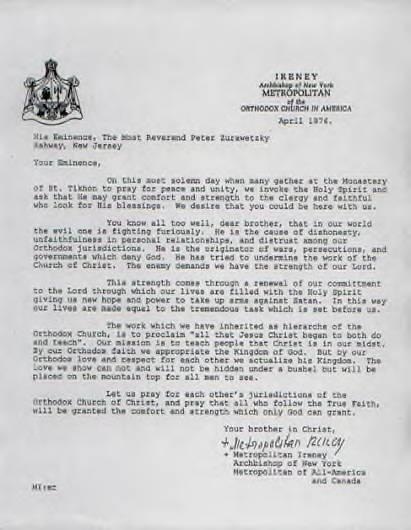 IRENEY
Archbishop of New York
METROPOLITAN
of the
ORTHODOX CHURCH IN AMERICA
April 1976.
His Eminence, The Most Reverend Peter Zurawetzky
Rahway, New Jersey
Your Eminence,
On this most solemn day when many gather at the Monastery
of St. Tikhon to pray for peace and unity, we invoke the Holy Spirit and
ask that He may grant comfort and strength to the clergy and faithful
who look for His blessings. We desire that you could be here with us.
You know all too well, dear brother, that in our world
the evil one is fighting furiously. He is the cause of dishonesty,
unfaithfulness in personal relationships, and distrust among our
Orthodox jurisdictions. He is the originator of wars, persecutions, and
governments which deny God. He has tried to undermine the work of the
Church of Christ. The enemy demands we have the strength of our Lord.
This strength comes through a renewal of our commitment
to the Lord through which our lives are filled with the Holy Spirit
giving us new hope and power to take up arms against Satan. In this way
our lives are made equal to the tremendous task which is set before us.
The work which we have inherited as hierarchs of the
Orthodox Church, is to proclaim "all that Jesus Christ began to both do
and teach". Our mission is to teach people that Christ is in our midst.
By our Orthodox faith we appropriate the Kingdom of God. But by our
Orthodox love and respect for each other we actualise his Kingdom. The
love we show can not and will not be hidden under a bushel but will be
placed on the mountain top for all men to see.
Let us pray for each other's jurisdictions of the
Orthodox Church of Christ, and pray that all who follow the True Faith,
will be granted the comfort and strength which only God can grant.
Your brother in Christ,
+ Metropolitan Ireney
+ Metropolitan Ireney
Archbishop of New York
Metropolitan of All-America
and Canada
MI:ec